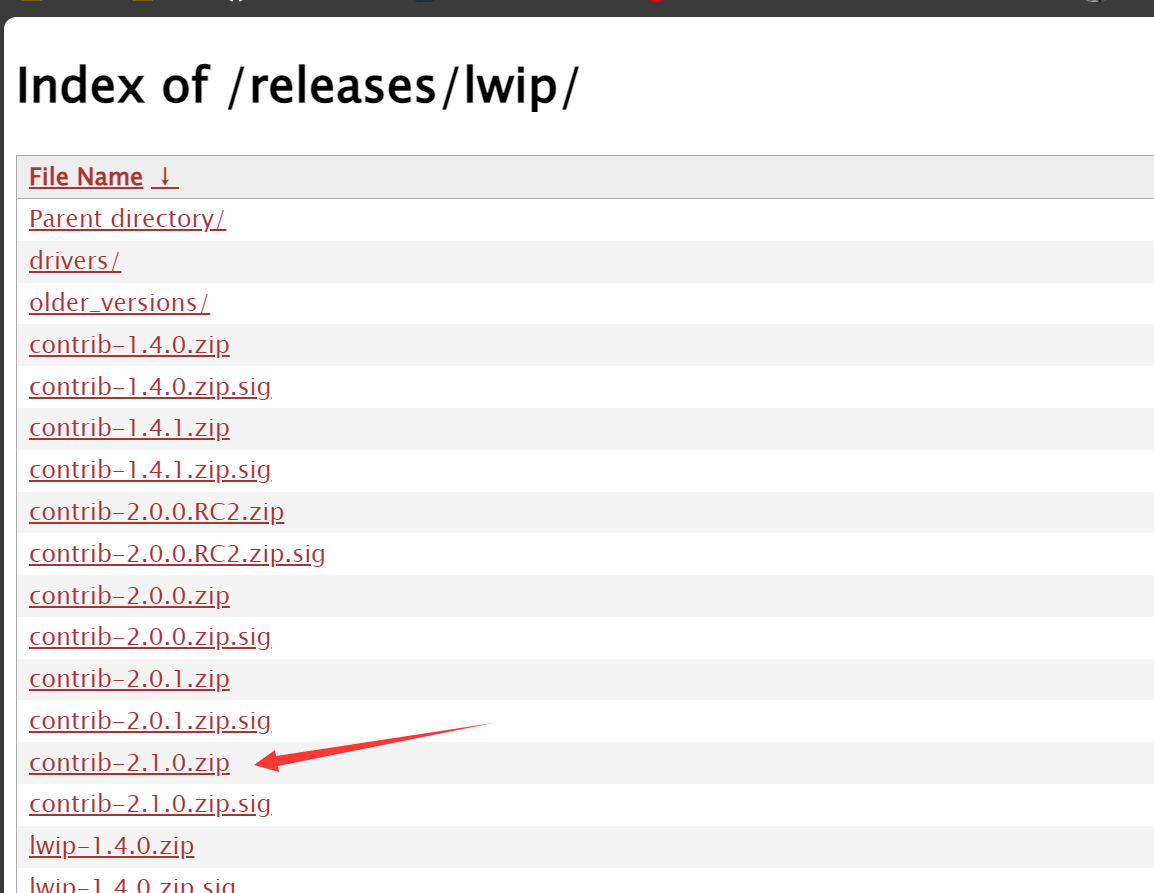 Index of /releases/lwip/
File Name ↓
Parent directory/
drivers/
older_versions/
contrib-1.4.0.zip
contrib-1.4.0.zip.sig
contrib-1.4.1.zip
contrib-1.4.1.zip.sig
contrib-2.0.0.RC2.zip
contrib-2.0.0.RC2.zip.sig
contrib-2.0.0.zip
contrib-2.0.0.zip.sig
contrib-2.0.1.zip
contrib-2.0.1.zip.sig
contrib-2.1.0.zip
contrib-2.1.0.zip.sig
lwip-1.4.0.zip
lwip-1.4.0.zip.sig